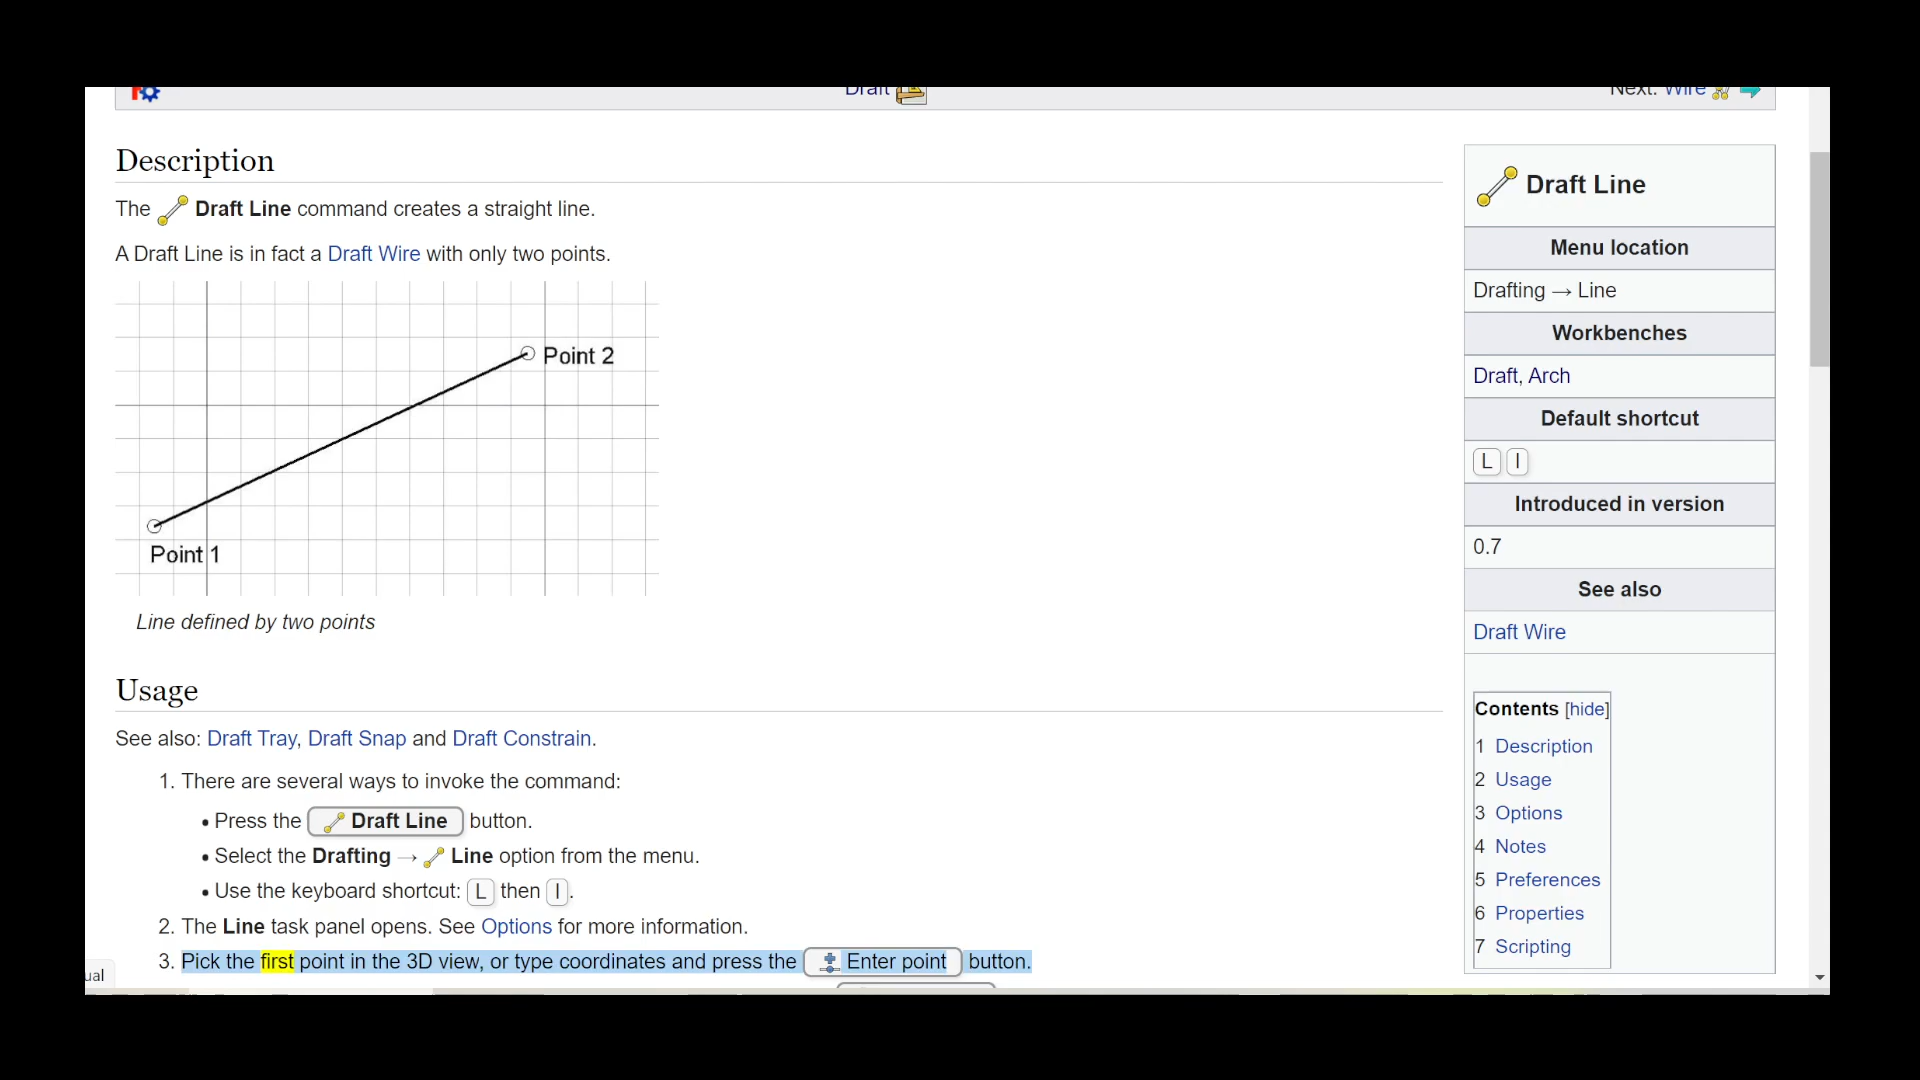 Draft
Next: Wire
Description
The Draft Line command creates a straight line.
A Draft Line is in fact a Draft Wire with only two points.
Point 2
Point 1
Line defined by two points
Usage
See also: Draft Tray, Draft Snap and Draft Constrain.
1. There are several ways to invoke the command:
• Press the Draft Line button.
• Select the Drafting → Line option from the menu.
• Use the keyboard shortcut: L then I.
2. The Line task panel opens. See Options for more information.
3. Pick the first point in the 3D view, or type coordinates and press the Enter point button.
ual
Draft Line
Menu location
Drafting → Line
Workbenches
Draft, Arch
Default shortcut
L I
Introduced in version
0.7
See also
Draft Wire
Contents [hide]
1 Description
2 Usage
3 Options
4 Notes
5 Preferences
6 Properties
7 Scripting